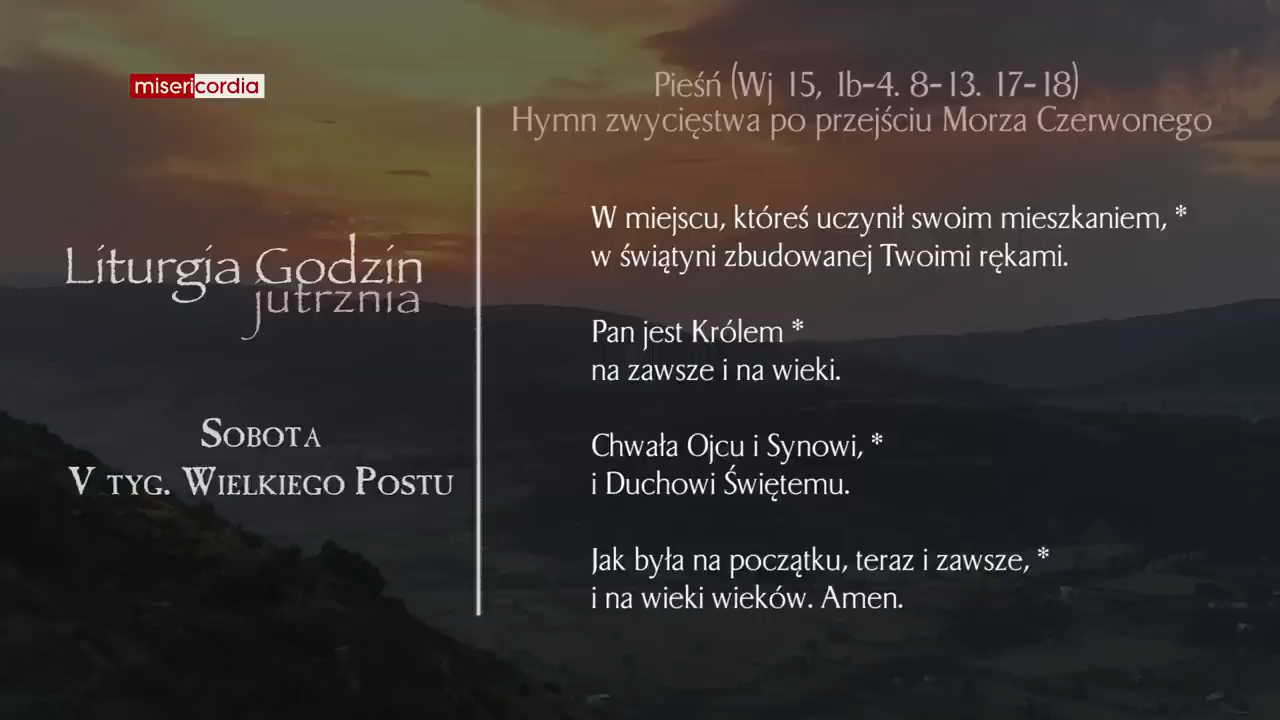 misericordia
Liturgia Godzin
jutrznia
Sobota
V tyg. Wielkiego Postu
Pieśń (Wj 15, 1b-4. 8-13. 17-18)
Hymn zwycięstwa po przejściu Morza Czerwonego
W miejscu, któreś uczynił swoim mieszkaniem, *
w świątyni zbudowanej Twoimi rękami.
Pan jest Królem *
na zawsze i na wieki.
Chwała Ojcu i Synowi, *
i Duchowi Świętemu.
Jak była na początku, teraz i zawsze, *
i na wieki wieków. Amen.